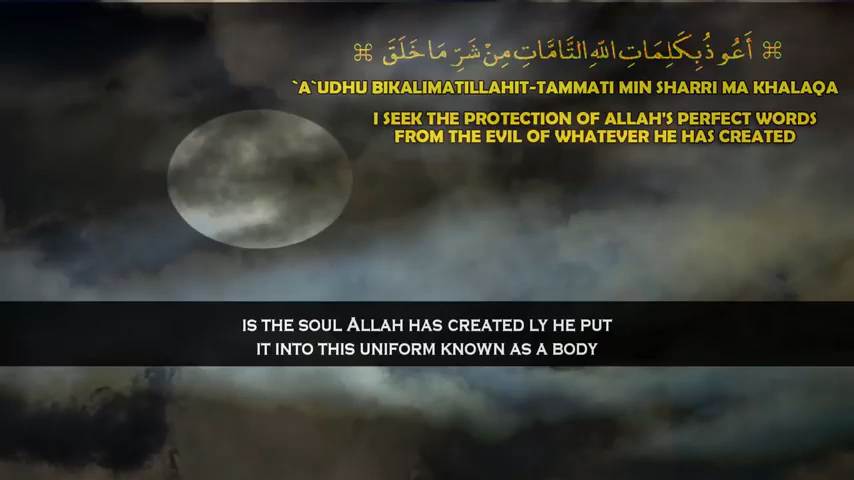 ⌘ أَعُوذُ بِكَلِمَاتِ اللهِ التَّامَّاتِ مِنْ شَرِّ مَا خَلَقَ ⌘
`A`UDHU BIKALIMATILLAHIT-TAMMATI MIN SHARRI MA KHALAQA
I SEEK THE PROTECTION OF ALLAH'S PERFECT WORDS
FROM THE EVIL OF WHATEVER HE HAS CREATED
IS THE SOUL ALLAH HAS CREATED LY HE PUT
IT INTO THIS UNIFORM KNOWN AS A BODY